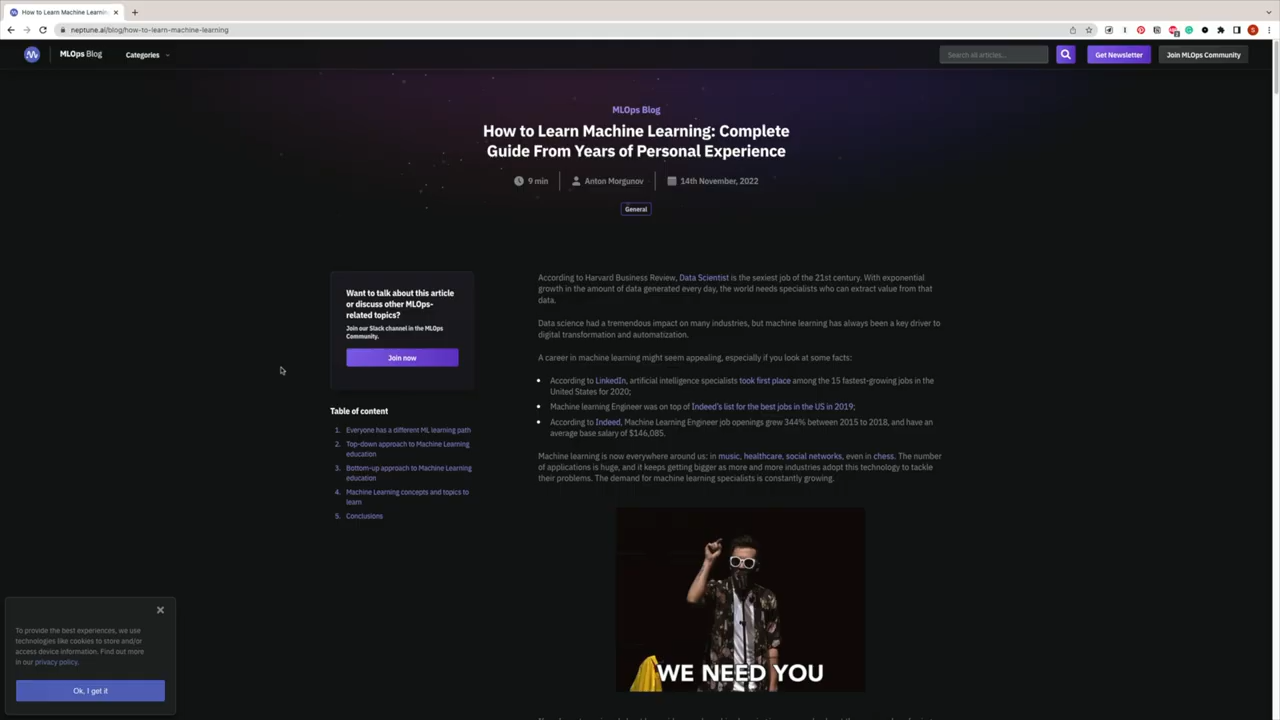 How to Learn Machine Learnin
neptune.ai/blog/how-to-learn-machine-learning
MLOps Blog
Categories
Search all articles...
Get Newsletter
Join MLOps Community
MLOps Blog
How to Learn Machine Learning: Complete
Guide From Years of Personal Experience
9 min
Anton Morgunov
14th November, 2022
General
Want to talk about this article
or discuss other MLOps-
related topics?
Join our Slack channel in the MLOps
Community.
Join now
Table of content
1. Everyone has a different ML learning path
2. Top-down approach to Machine Learning
education
3. Bottom-up approach to Machine Learning
education
4. Machine Learning concepts and topics to
learn
5. Conclusions
According to Harvard Business Review, Data Scientist is the sexiest job of the 21st century. With exponential
growth in the amount of data generated every day, the world needs specialists who can extract value from that
data.
Data science had a tremendous impact on many industries, but machine learning has always been a key driver to
digital transformation and automatization.
A career in machine learning might seem appealing, especially if you look at some facts:
According to LinkedIn, artificial intelligence specialists took first place among the 15 fastest-growing jobs in the
United States for 2020;
Machine learning Engineer was on top of Indeed's list for the best jobs in the US in 2019;
According to Indeed, Machine Learning Engineer job openings grew 344% between 2015 to 2018, and have an
average base salary of $146,085.
Machine learning is now everywhere around us: in music, healthcare, social networks, even in chess. The number
of applications is huge, and it keeps getting bigger as more and more industries adopt this technology to tackle
their problems. The demand for machine learning specialists is constantly growing.
WE NEED YOU
To provide the best experiences, we use
technologies like cookies to store and/or
access device information. Find out more
in our privacy policy.
Ok, I get it